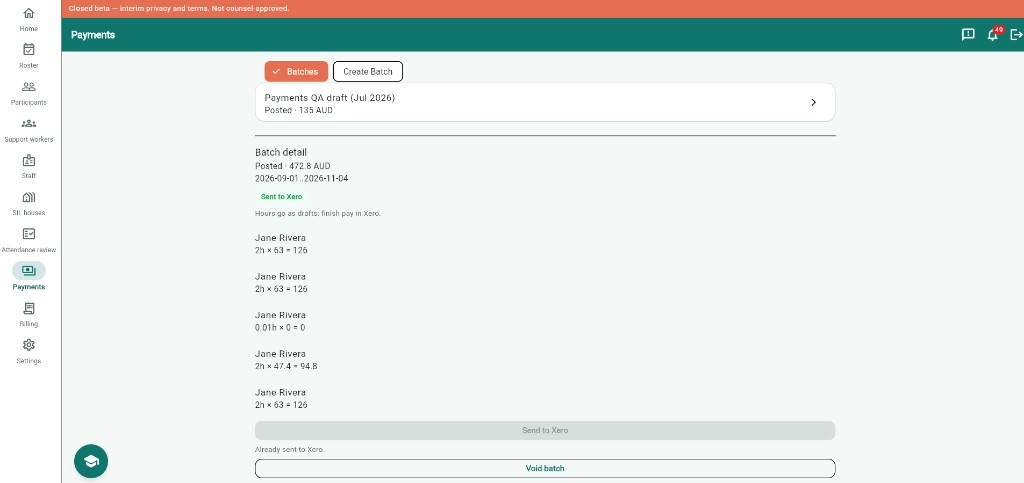 Closed beta — interim privacy and terms. Not counsel-approved.
Home
Roster
Participants
Support workers
Staff
SIL houses
Attendance review
Payments
Billing
Settings
Payments
49
Batches
Create Batch
Payments QA draft (Jul 2026)
Posted · 135 AUD
Batch detail
Posted · 472.8 AUD
2026-09-01..2026-11-04
Sent to Xero
Hours go as drafts; finish pay in Xero.
Jane Rivera
2h × 63 = 126
Jane Rivera
2h × 63 = 126
Jane Rivera
0.01h × 0 = 0
Jane Rivera
2h × 47.4 = 94.8
Jane Rivera
2h × 63 = 126
Send to Xero
Already sent to Xero.
Void batch